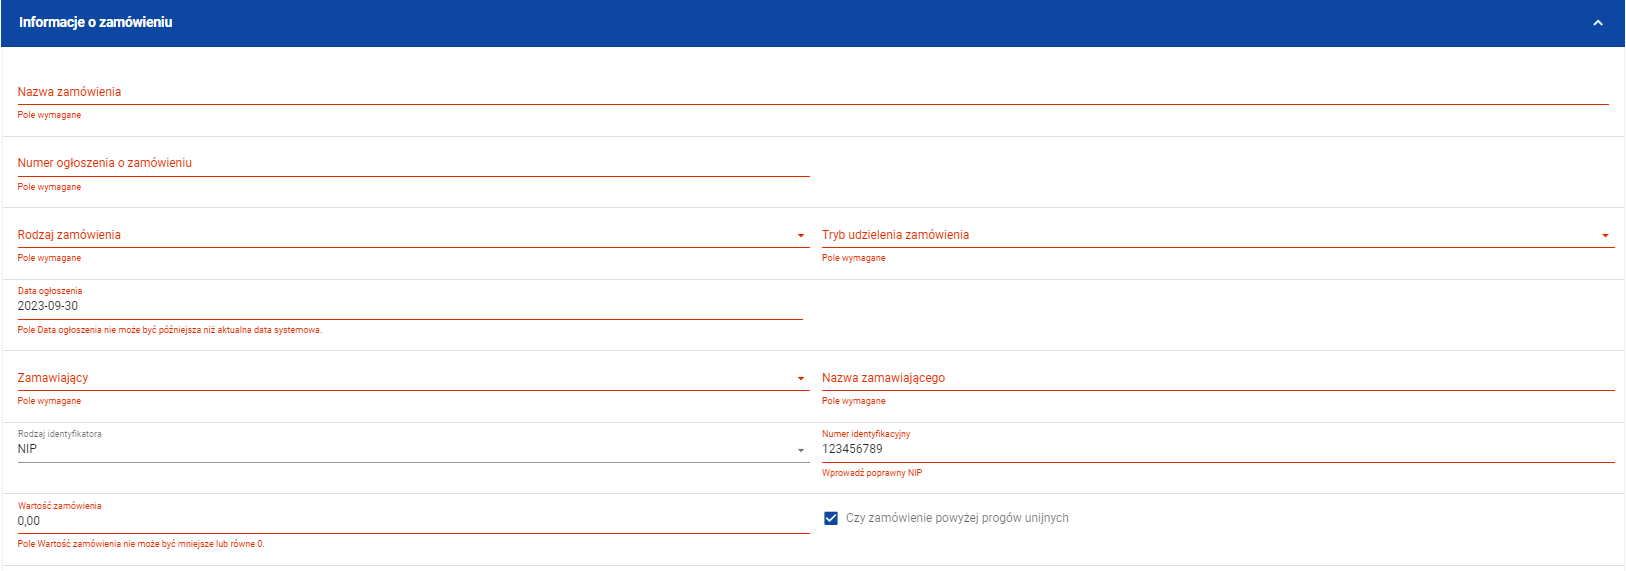 Informacje o zamówieniu
Nazwa zamówienia
Pole wymagane
Numer ogłoszenia o zamówieniu
Pole wymagane
Rodzaj zamówienia
Tryb udzielenia zamówienia
Pole wymagane
Pole wymagane
Data ogłoszenia
2023-09-30
Pole Data ogłoszenia nie może być późniejsza niż aktualna data systemowa.
Zamawiający
Nazwa zamawiającego
Pole wymagane
Pole wymagane
Rodzaj identyfikatora
NIP
Numer identyfikacyjny
123456789
Wprowadź poprawny NIP
Wartość zamówienia
0,00
Pole Wartość zamówienia nie może być mniejsze lub równe 0.
Czy zamówienie powyżej progów unijnych